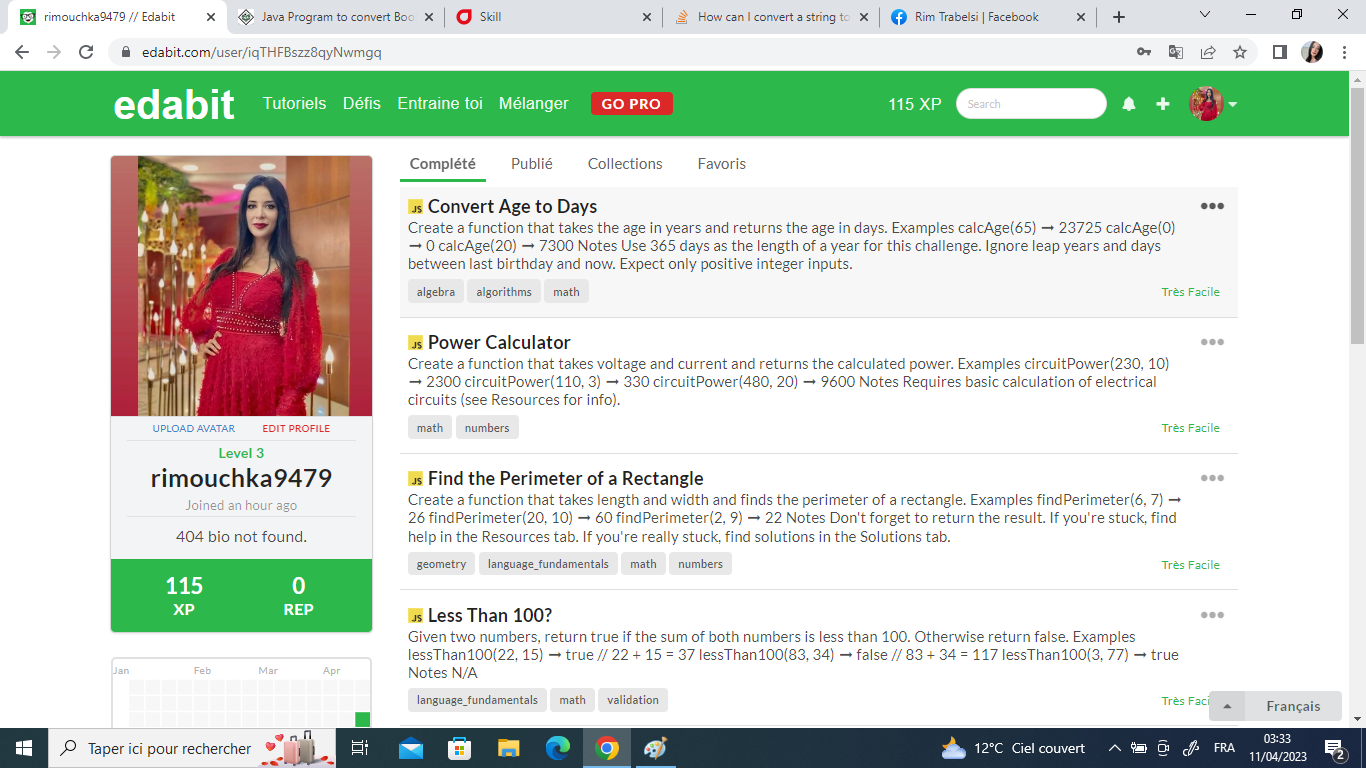 rimouchka9479 // Edabit
Java Program to convert Boo
Skill
How can I convert a string to
Rim Trabelsi | Facebook
edabit.com/user/iqTHFBszz8qyNwmgq
edabit
Tutoriels
Défis
Entraine toi
Mélanger
GO PRO
115 XP
Search
Complété
Publié
Collections
Favoris
JS Convert Age to Days
Create a function that takes the age in years and returns the age in days. Examples calcAge(65) ➞ 23725 calcAge(0)
➞ 0 calcAge(20) ➞ 7300 Notes Use 365 days as the length of a year for this challenge. Ignore leap years and days
between last birthday and now. Expect only positive integer inputs.
algebra
algorithms
math
Très Facile
JS Power Calculator
Create a function that takes voltage and current and returns the calculated power. Examples circuitPower(230, 10)
➞ 2300 circuitPower(110, 3) ➞ 330 circuitPower(480, 20) ➞ 9600 Notes Requires basic calculation of electrical
circuits (see Resources for info).
math
numbers
Très Facile
JS Find the Perimeter of a Rectangle
Create a function that takes length and width and finds the perimeter of a rectangle. Examples findPerimeter(6, 7) ➞
26 findPerimeter(20, 10) ➞ 60 findPerimeter(2, 9) ➞ 22 Notes Don't forget to return the result. If you're stuck, find
help in the Resources tab. If you're really stuck, find solutions in the Solutions tab.
geometry
language_fundamentals
math
numbers
Très Facile
JS Less Than 100?
Given two numbers, return true if the sum of both numbers is less than 100. Otherwise return false. Examples
lessThan100(22, 15) ➞ true // 22 + 15 = 37 lessThan100(83, 34) ➞ false // 83 + 34 = 117 lessThan100(3, 77) ➞ true
Notes N/A
language_fundamentals
math
validation
Très Faci
UPLOAD AVATAR
EDIT PROFILE
Level 3
rimouchka9479
Joined an hour ago
404 bio not found.
115
XP
0
REP
Jan
Feb
Mar
Apr
Français
Taper ici pour rechercher
12°C Ciel couvert
FRA
03:33
11/04/2023
2